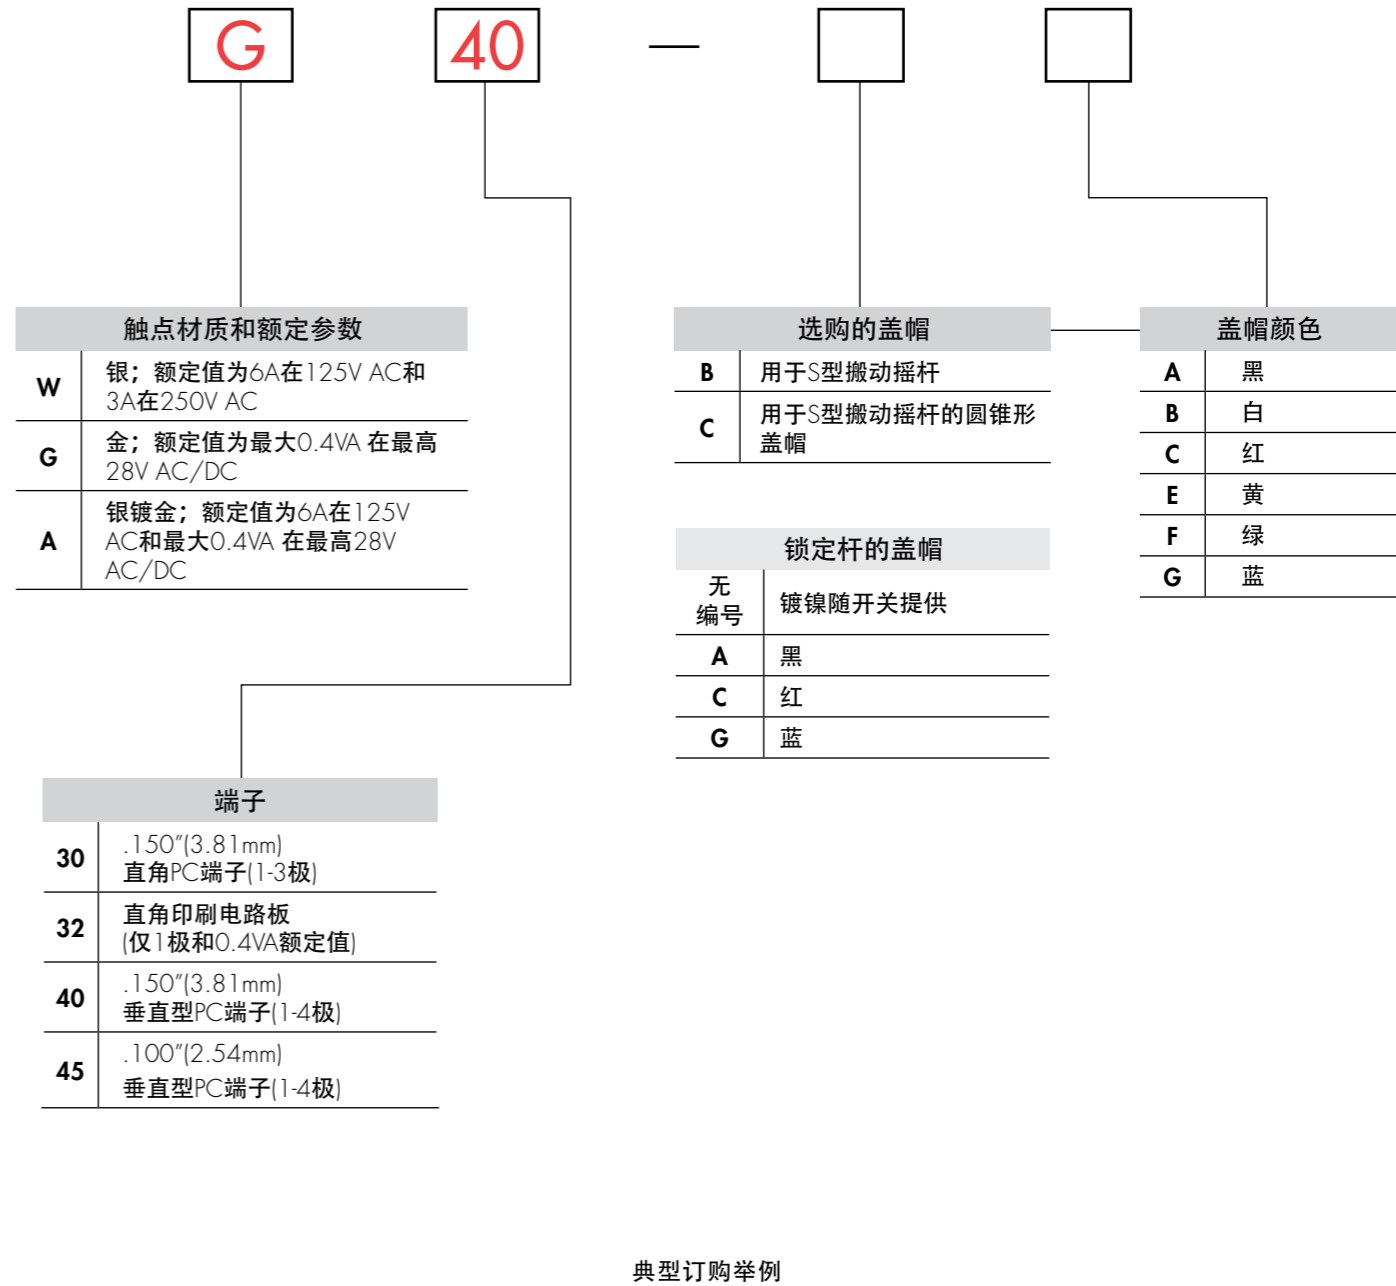 G 40 —
触点材质和额定参数
W 银；额定值为6A在125V AC和
3A在250V AC
G 金；额定值为最大0.4VA 在最高
28V AC/DC
A 银镀金；额定值为6A在125V
AC和最大0.4VA 在最高28V
AC/DC
选购的盖帽
B 用于S型搬动摇杆
C 用于S型搬动摇杆的圆锥形
盖帽
盖帽颜色
A 黑
B 白
C 红
E 黄
F 绿
G 蓝
锁定杆的盖帽
无
编号
镀镍随开关提供
A 黑
C 红
G 蓝
端子
30 .150”(3.81mm)
直角PC端子(1-3极)
32 直角印刷电路板
(仅1极和0.4VA额定值)
40 .150”(3.81mm)
垂直型PC端子(1-4极)
45 .100”(2.54mm)
垂直型PC端子(1-4极)
典型订购举例